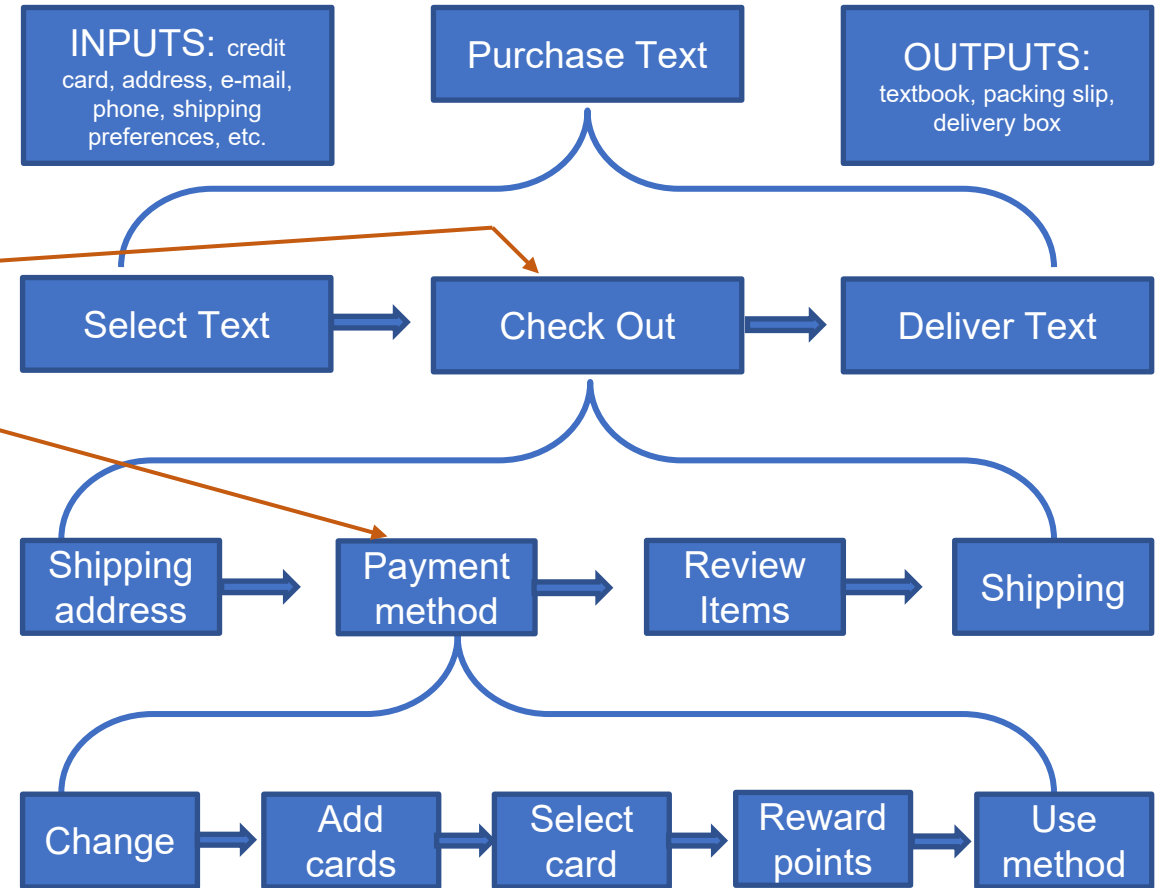 INPUTS: credit
card, address, e-mail,
phone, shipping
preferences, etc.
Purchase Text
OUTPUTS:
textbook, packing slip,
delivery box
Select Text
Check Out
Deliver Text
Shipping
address
Payment
method
Review
Items
Shipping
Change
Add
cards
Select
card
Reward
points
Use
method